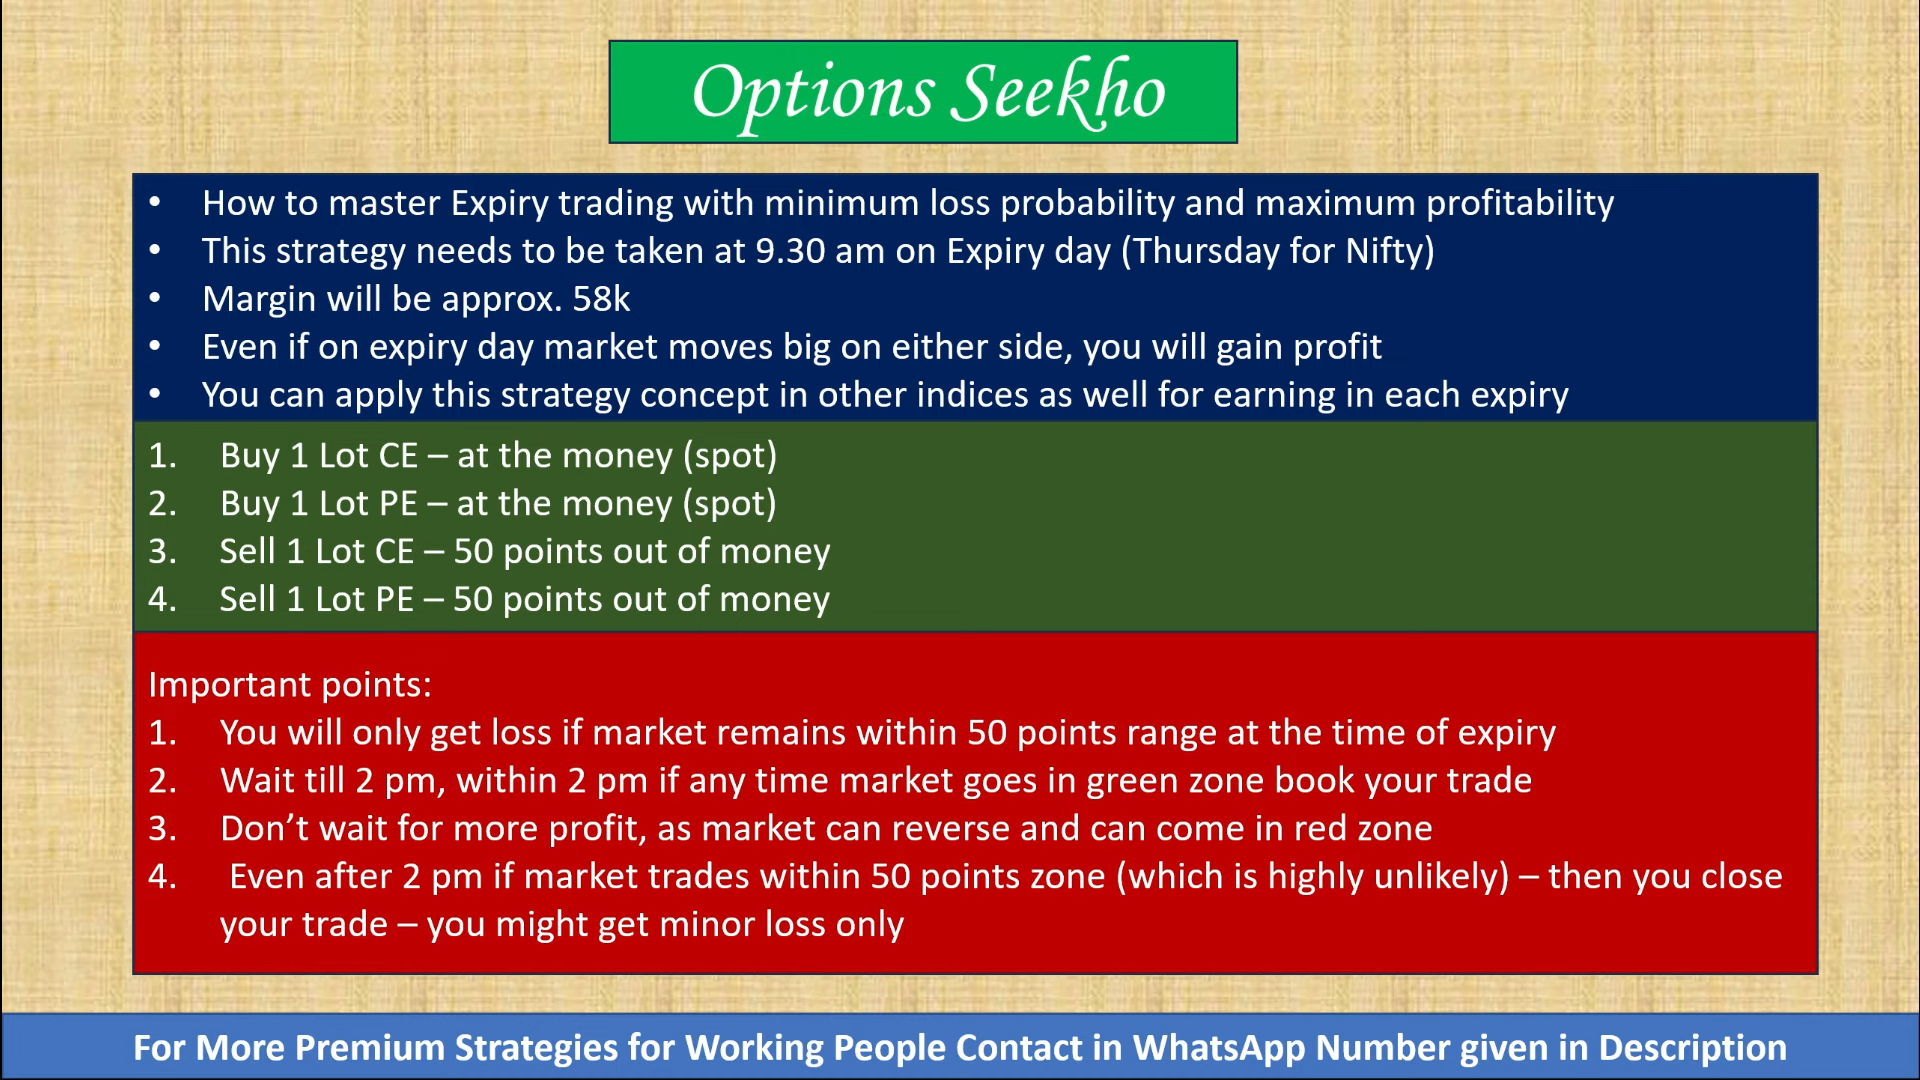 Options Seekho
• How to master Expiry trading with minimum loss probability and maximum profitability
• This strategy needs to be taken at 9.30 am on Expiry day (Thursday for Nifty)
• Margin will be approx. 58k
• Even if on expiry day market moves big on either side, you will gain profit
• You can apply this strategy concept in other indices as well for earning in each expiry
1. Buy 1 Lot CE – at the money (spot)
2. Buy 1 Lot PE – at the money (spot)
3. Sell 1 Lot CE – 50 points out of money
4. Sell 1 Lot PE – 50 points out of money
Important points:
1. You will only get loss if market remains within 50 points range at the time of expiry
2. Wait till 2 pm, within 2 pm if any time market goes in green zone book your trade
3. Don’t wait for more profit, as market can reverse and can come in red zone
4. Even after 2 pm if market trades within 50 points zone (which is highly unlikely) – then you close
your trade – you might get minor loss only
For More Premium Strategies for Working People Contact in WhatsApp Number given in Description